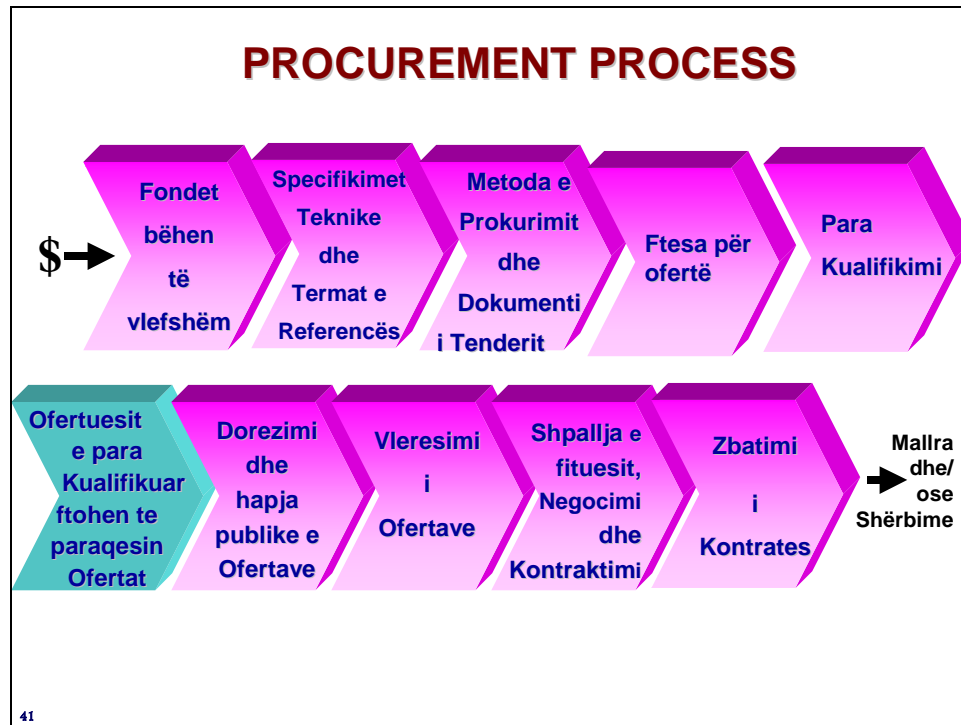 PROCUREMENT PROCESS
$
Fondet
bëhen
të
vlefshëm
Specifikimet
Teknike
dhe
Termat e
Referencës
Metoda e
Prokurimit
dhe
Dokumenti
i Tenderit
Ftesa për
ofertë
Para
Kualifikimi
Ofertuesit
e para
Kualifikuar
ftohen te
paraqesin
Ofertat
Dorezimi
dhe
hapja
publike e
Ofertave
Vleresimi
i
Ofertave
Shpallja e
fituesit,
Negocimi
dhe
Kontraktimi
Zbatimi
i
Kontrates
Mallra
dhe/
ose
Shërbime
41